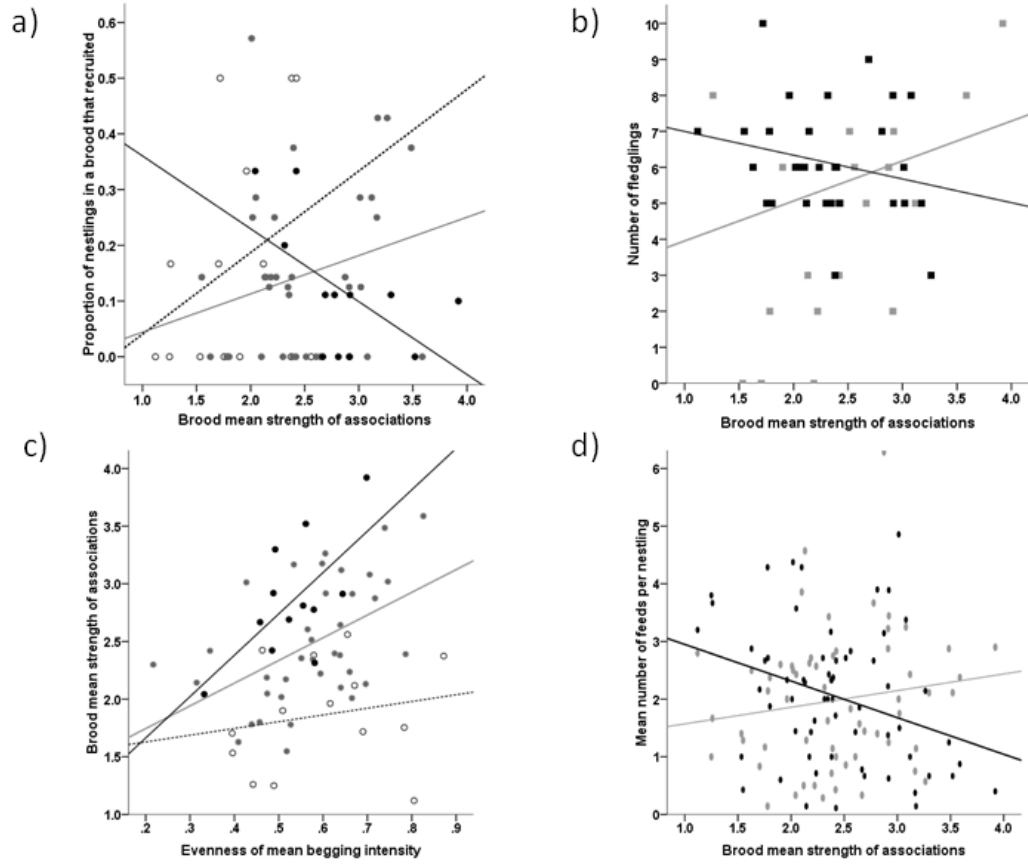 a)
Proportion of nestlings in a brood that recruited
0.6
0.5
0.4
0.3
0.2
0.1
0.0
1.0 1.5 2.0 2.5 3.0 3.5 4.0
Brood mean strength of associations
b)
Number of fledglings
10
9
8
7
6
5
4
3
2
1
0
1.0 1.5 2.0 2.5 3.0 3.5 4.0
Brood mean strength of associations
c)
Brood mean strength of associations
4.0
3.5
3.0
2.5
2.0
1.5
1.0
.2 .3 .4 .5 .6 .7 .8 .9
Evenness of mean begging intensity
d)
Mean number of feeds per nestling
6
5
4
3
2
1
0
1.0 1.5 2.0 2.5 3.0 3.5 4.0
Brood mean strength of associations